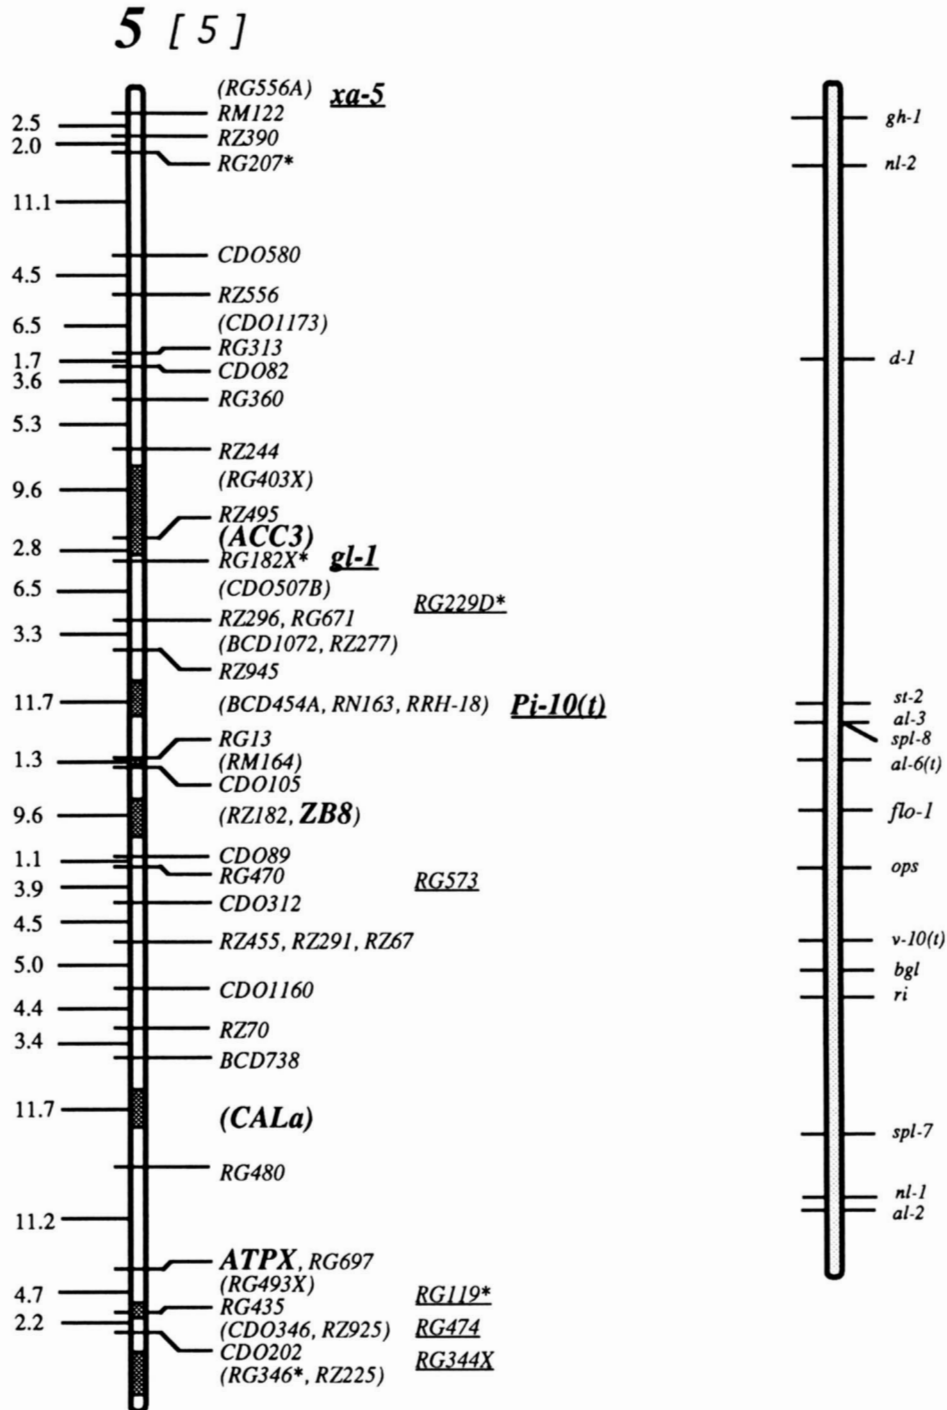 5 [ 5 ]
(RG556A) xa-5
RM122
2.5
RZ390
2.0
RG207*
11.1
CDO580
4.5
RZ556
6.5
(CDO1173)
RG313
1.7
CDO82
3.6
RG360
5.3
RZ244
(RG403X)
9.6
RZ495
(ACC3)
2.8
RG182X* gl-1
6.5
(CDO507B)
RG229D*
RZ296, RG671
3.3
(BCD1072, RZ277)
RZ945
11.7
(BCD454A, RN163, RRH-18) Pi-10(t)
RG13
1.3
(RM164)
CDO105
9.6
(RZ182, ZB8)
CDO89
1.1
RG470
RG573
3.9
CDO312
4.5
RZ455, RZ291, RZ67
5.0
CDO1160
4.4
RZ70
3.4
BCD738
11.7
(CALa)
RG480
11.2
ATPX, RG697
(RG493X)
4.7
RG119*
RG435
2.2
(CDO346, RZ925) RG474
CDO202
RG344X
(RG346*, RZ225)
gh-1
nl-2
d-1
st-2
al-3
spl-8
al-6(t)
flo-1
ops
v-10(t)
bgl
ri
spl-7
nl-1
al-2